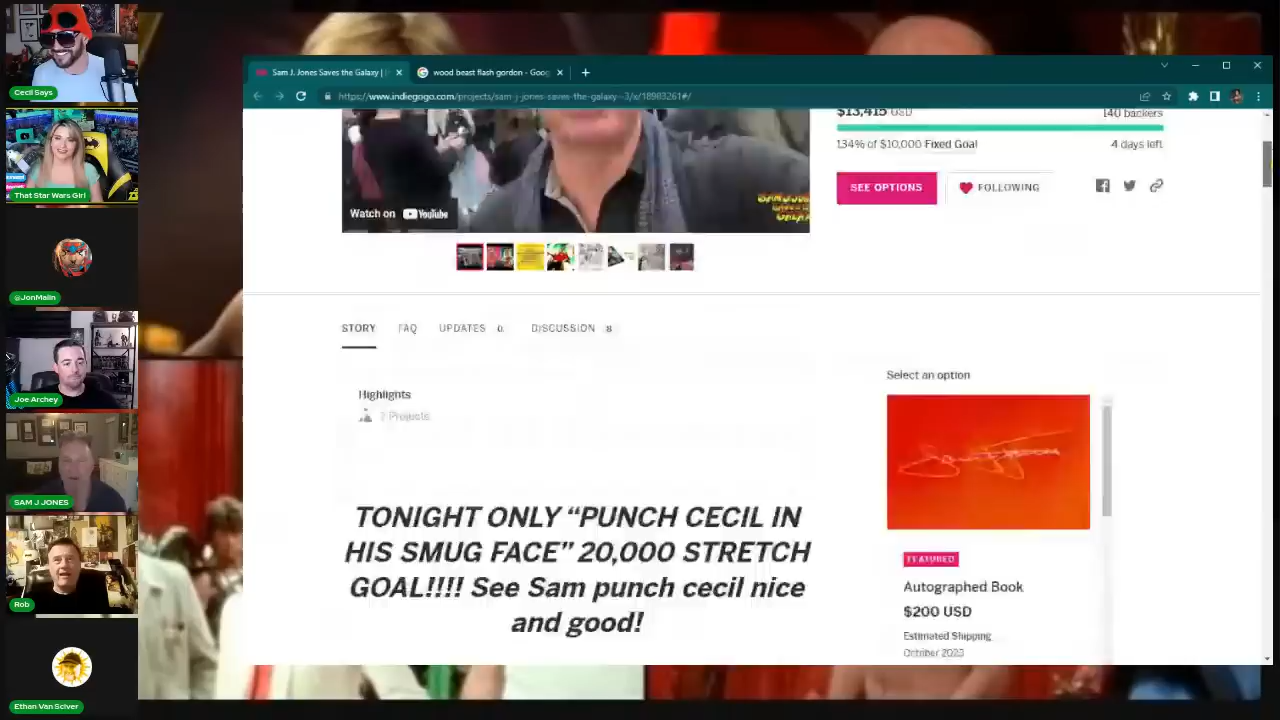 Cecil Says
That Star Wars Girl
@JonMalin
Joe Archey
SAM J JONES
Rob
Ethan Van Sciver
Sam J. Jones Saves the Galaxy |
wood beast flash gordon - Goog
https://www.indiegogo.com/projects/sam-j-jones-saves-the-galaxy--3/x/18903261#/
$13,415 USD
140 backers
134% of $10,000 Fixed Goal
4 days left
SEE OPTIONS
FOLLOWING
Watch on YouTube
STORY
FAQ
UPDATES 0
DISCUSSION 8
Highlights
2 Projects
Select an option
TONIGHT ONLY “PUNCH CECIL IN
HIS SMUG FACE” 20,000 STRETCH
GOAL!!!! See Sam punch cecil nice
and good!
FEATURED
Autographed Book
$200 USD
Estimated Shipping
October 2023